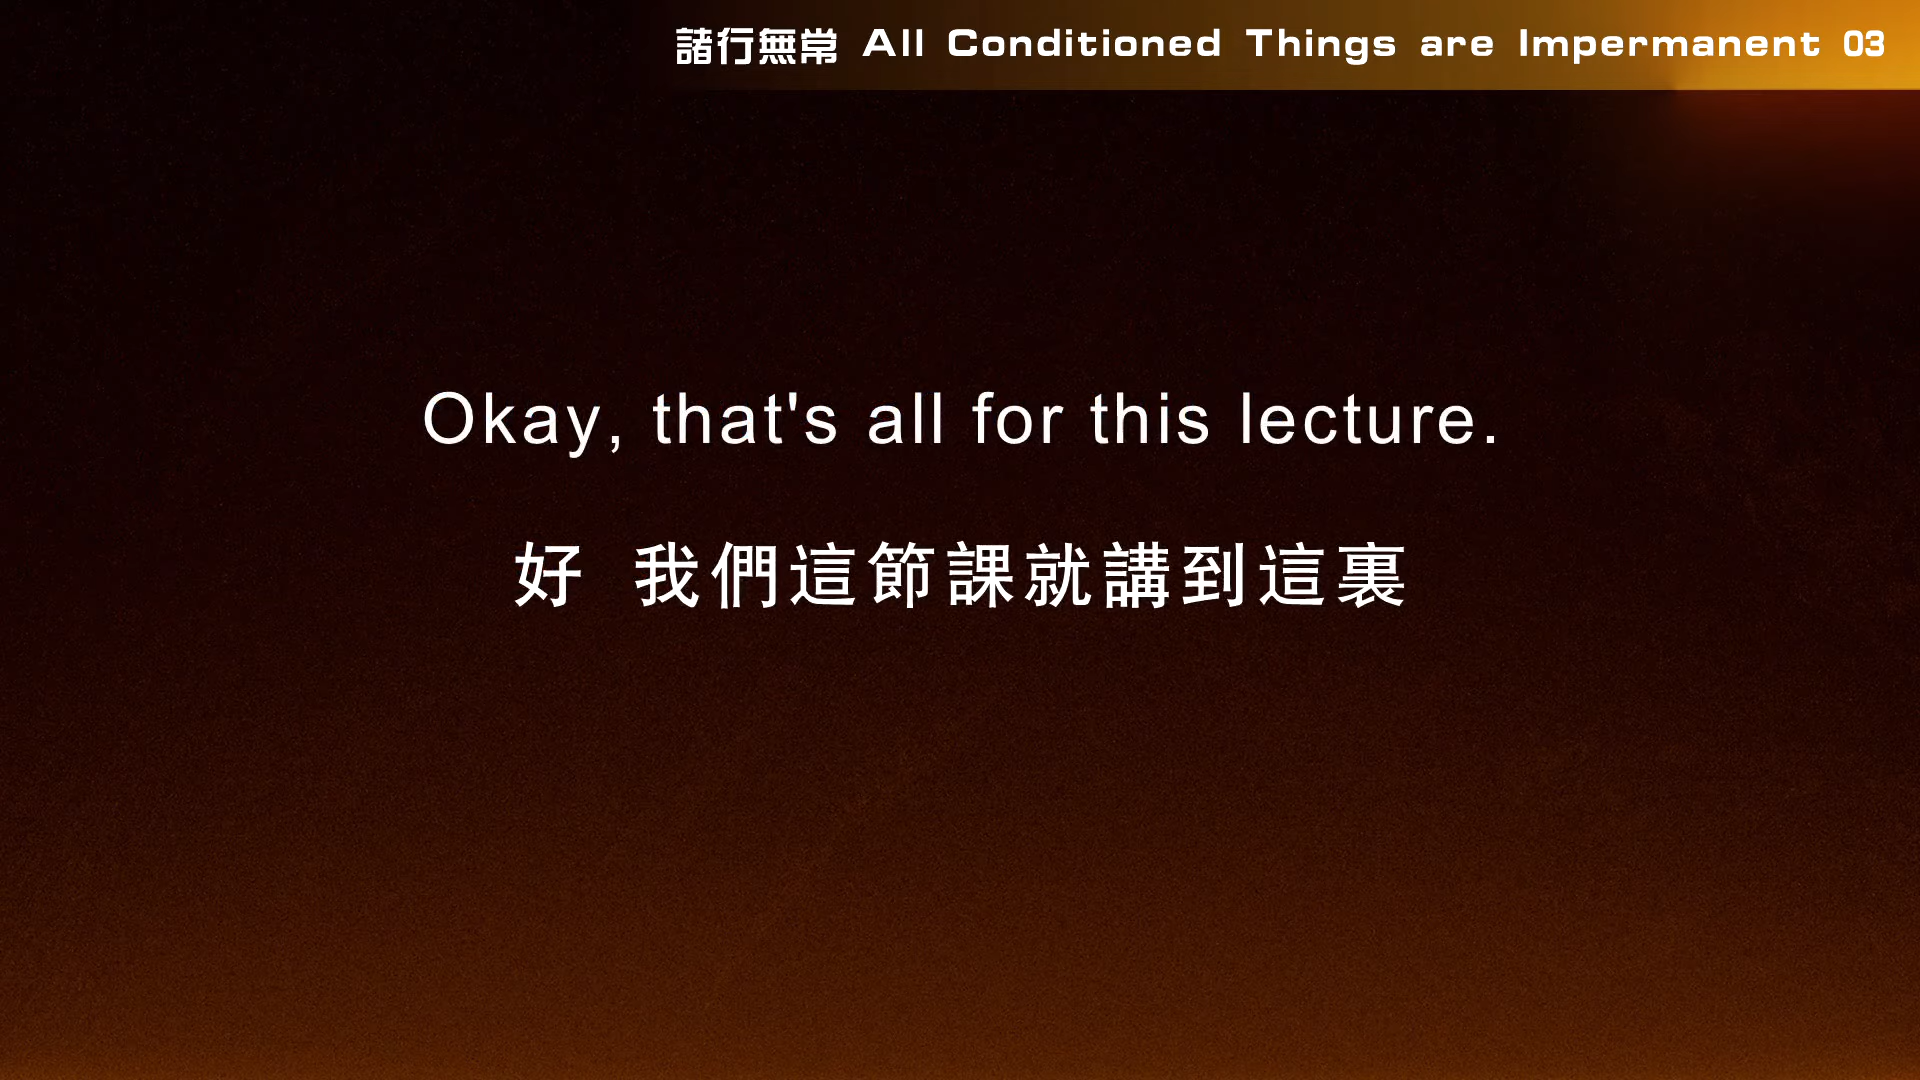 諸行無常 All Conditioned Things are Impermanent 03
Okay, that's all for this lecture.
好 我們這節課就講到這裏